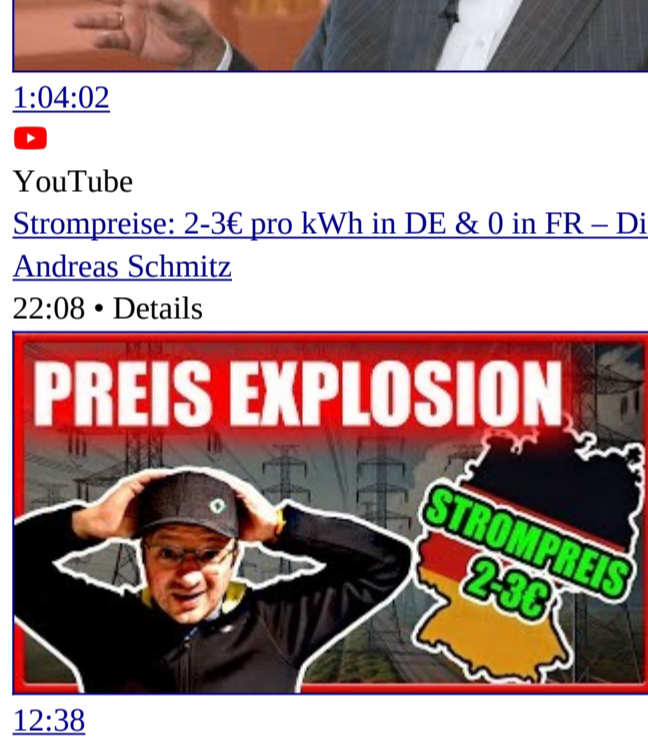 1:04:02
YouTube
Strompreise: 2-3€ pro kWh in DE & 0 in FR – Di
Andreas Schmitz
22:08 • Details
PREIS EXPLOSION
STROMPREIS
2-3€
12:38